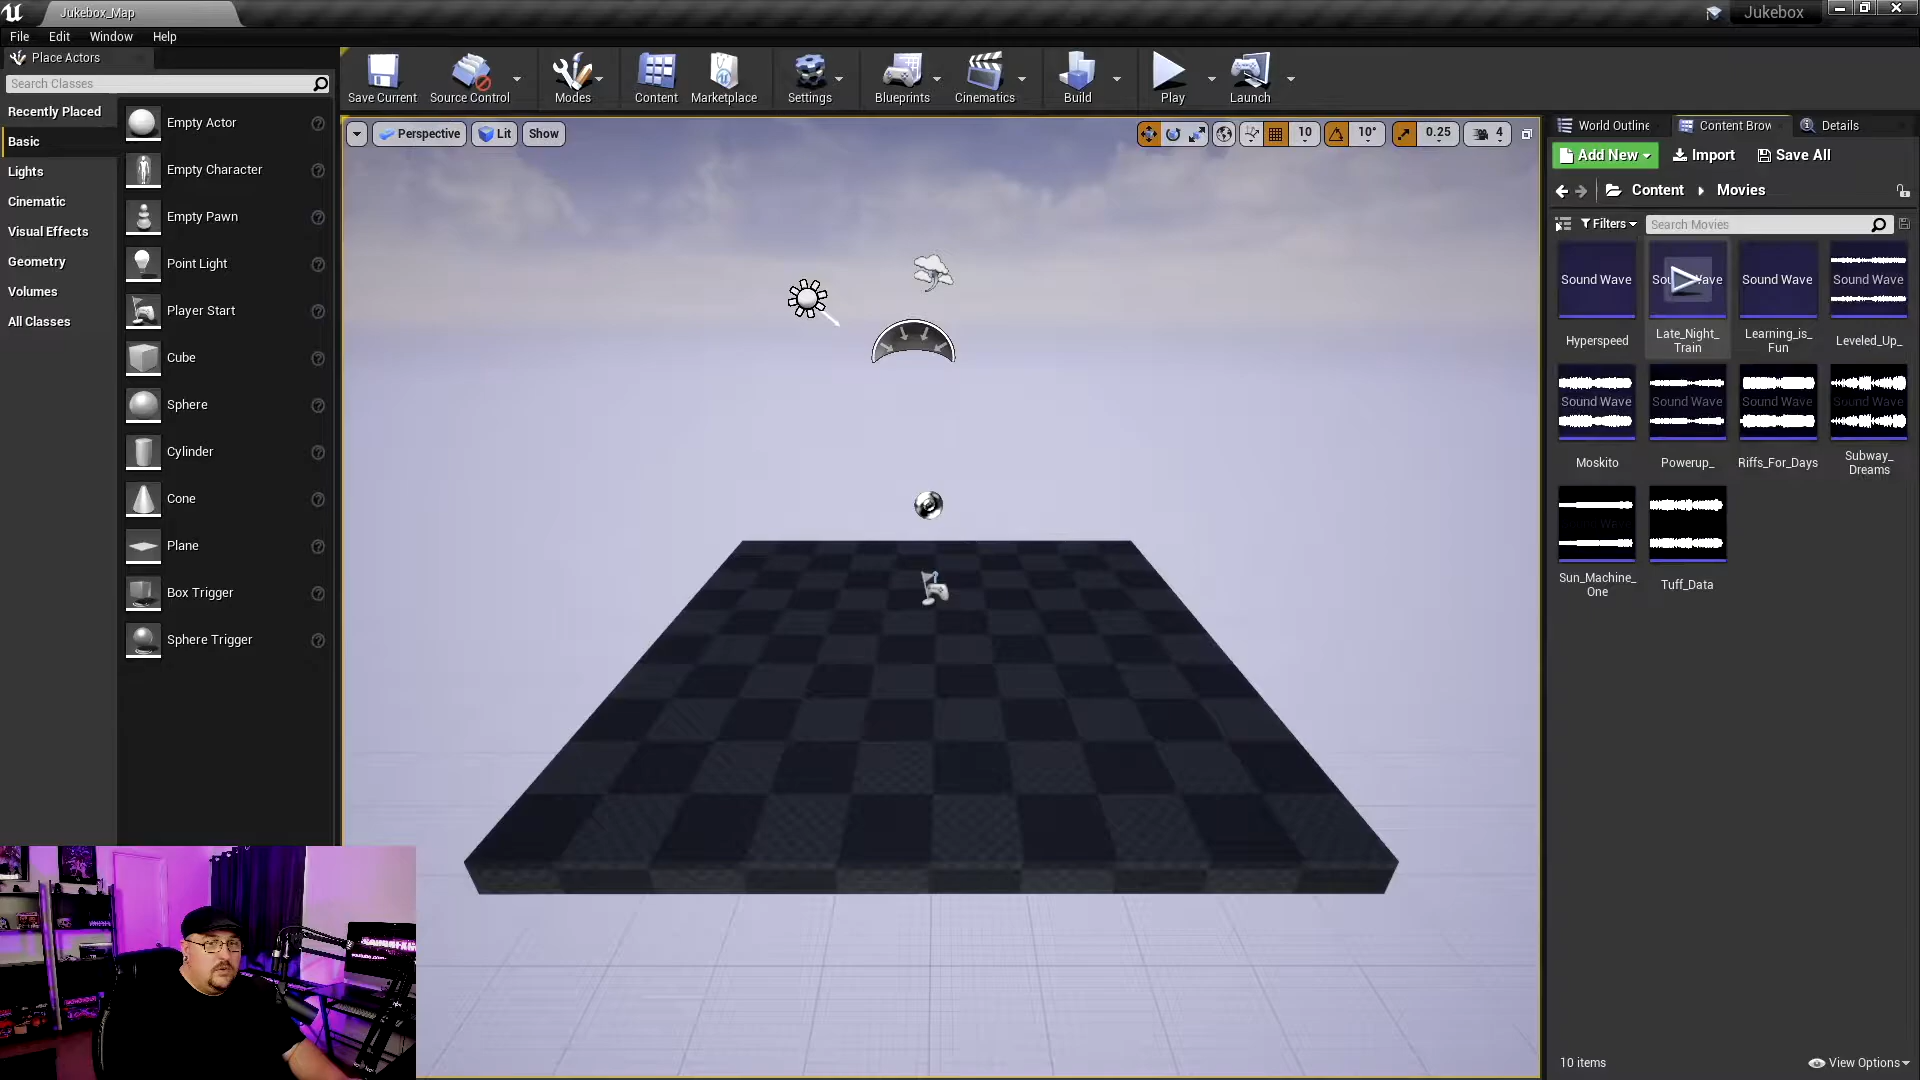 Jukebox_Map
Jukebox
File Edit Window Help
Place Actors
Search Classes
Recently Placed
Basic
Lights
Cinematic
Visual Effects
Geometry
Volumes
All Classes
Empty Actor
Empty Character
Empty Pawn
Point Light
Player Start
Cube
Sphere
Cylinder
Cone
Plane
Box Trigger
Sphere Trigger
Save Current Source Control Modes Content Marketplace Settings Blueprints Cinematics Build Play Launch
Perspective Lit Show
10 10° 0.25 4
World Outline Content Brow Details
Add New Import Save All
Content Movies
Filters Search Movies
Sound Wave Sound Wave Sound Wave Sound Wave
Hyperspeed Late_Night_ Learning_is_ Leveled_Up_
Train Fun
Sound Wave Sound Wave Sound Wave Sound Wave
Moskito Powerup_ Riffs_For_Days Subway_
Dreams
Sun_Machine_ Tuff_Data
One
10 items View Options